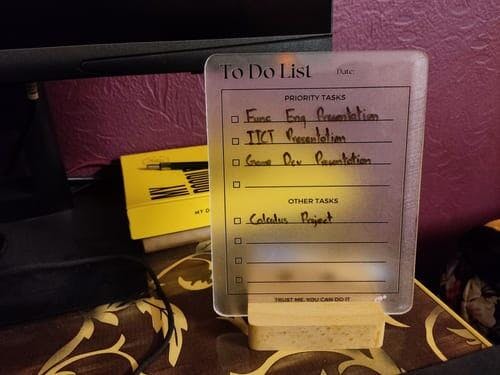 To Do List
Date:
PRIORITY TASKS
Func Eng Presentation
IICT Presentation
Game Dev Presentation
OTHER TASKS
Calculus Project
TRUST ME, YOU CAN DO IT
MY D